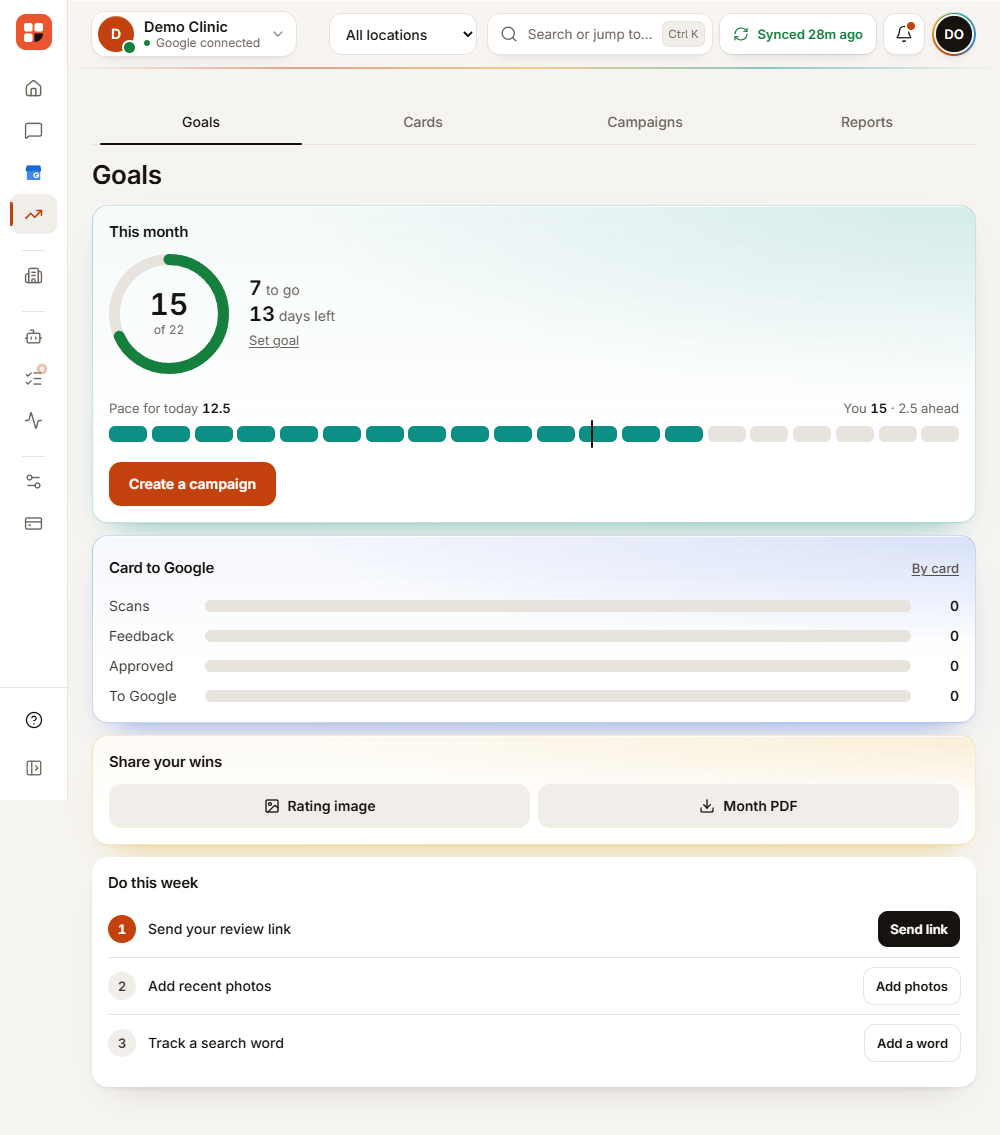 D
Demo Clinic
Google connected
All locations
Search or jump to...
Ctrl K
Synced 28m ago
DO
Goals
Cards
Campaigns
Reports
Goals
This month
15
of 22
7 to go
13 days left
Set goal
Pace for today 12.5
You 15 · 2.5 ahead
Create a campaign
Card to Google
By card
Scans
0
Feedback
0
Approved
0
To Google
0
Share your wins
Rating image
Month PDF
Do this week
1
Send your review link
Send link
2
Add recent photos
Add photos
3
Track a search word
Add a word